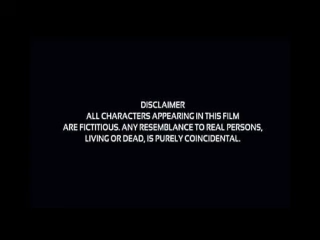 DISCLAIMER
ALL CHARACTERS APPEARING IN THIS FILM
ARE FICTITIOUS. ANY RESEMBLANCE TO REAL PERSONS,
LIVING OR DEAD, IS PURELY COINCIDENTAL.